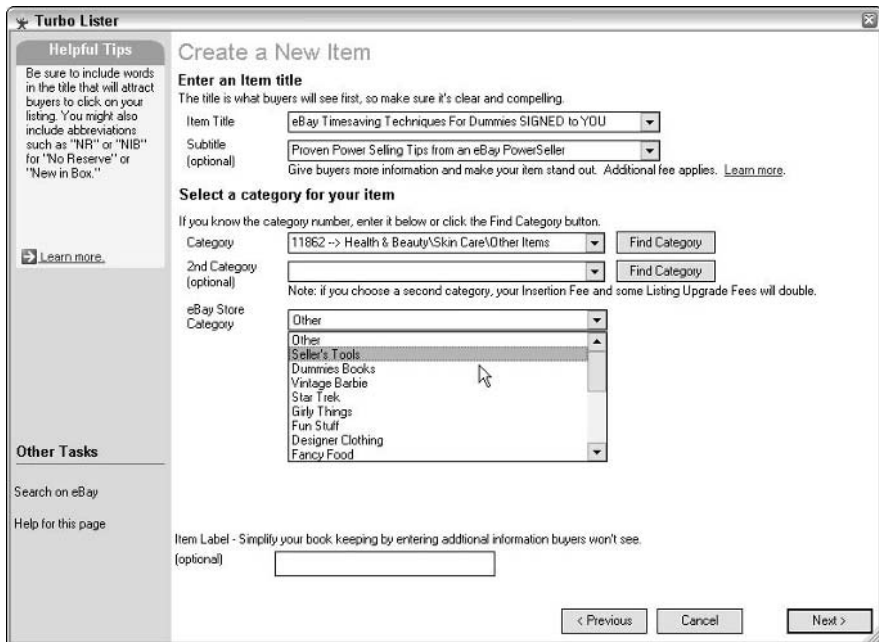 Turbo Lister
Helpful Tips
Be sure to include words
in the title that will attract
buyers to click on your
listing. You might also
include abbreviations
such as "NR" or "NIB"
for "No Reserve" or
"New in Box."
Learn more.
Other Tasks
Search on eBay
Help for this page
Create a New Item
Enter an Item title
The title is what buyers will see first, so make sure it's clear and compelling.
Item Title
eBay Timesaving Techniques For Dummies SIGNED to YOU
Subtitle
(optional)
Proven Power Selling Tips from an eBay PowerSeller
Give buyers more information and make your item stand out. Additional fee applies. Learn more.
Select a category for your item
If you know the category number, enter it below or click the Find Category button.
Category
11862 --> Health & Beauty\Skin Care\Other Items
Find Category
2nd Category
(optional)
Find Category
Note: if you choose a second category, your Insertion Fee and some Listing Upgrade Fees will double.
eBay Store
Category
Other
Other
Seller's Tools
Dummies Books
Vintage Barbie
Star Trek
Girly Things
Fun Stuff
Designer Clothing
Fancy Food
Item Label - Simplify your book keeping by entering addtional information buyers won't see.
(optional)
< Previous
Cancel
Next >